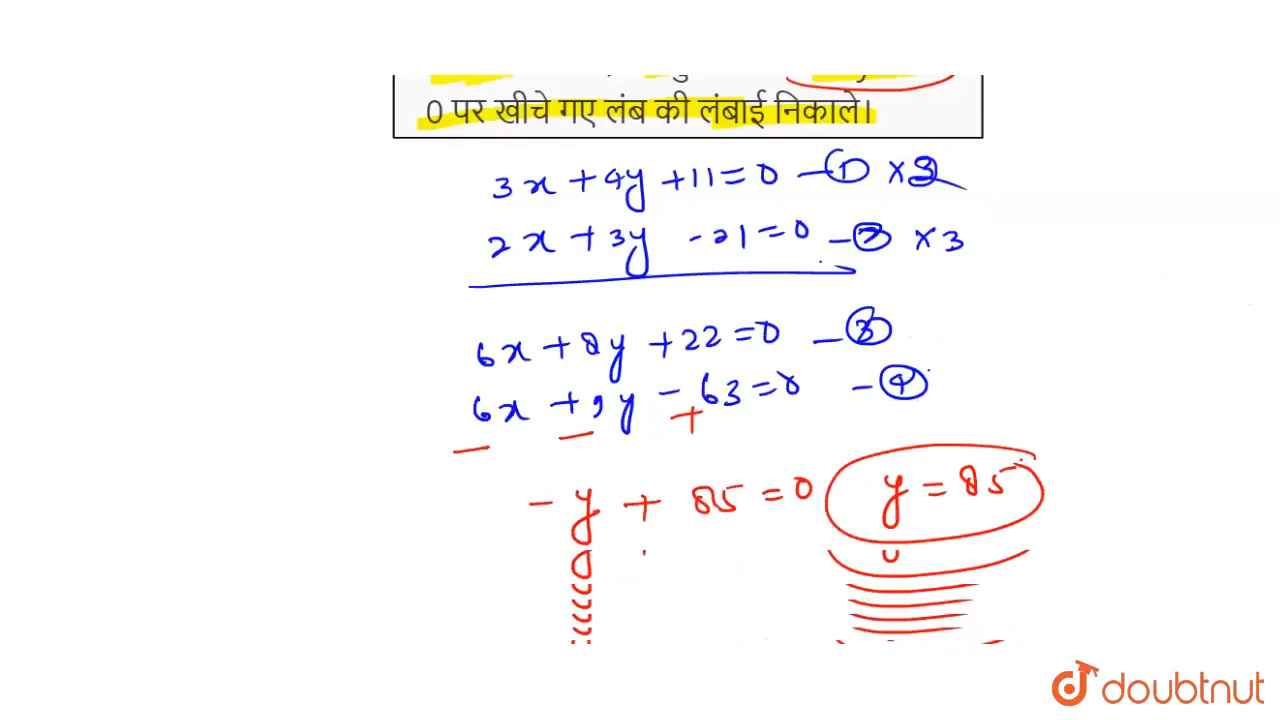 0 पर खीचे गए लंब की लंबाई निकाले।
3x + 4y + 11 = 0 – ① × 2
2x + 3y - 21 = 0 – ② × 3
6x + 8y + 22 = 0 – ③
6x + 9y - 63 = 0 – ④
– – +
- y + 85 = 0 y = 85
doubtnut